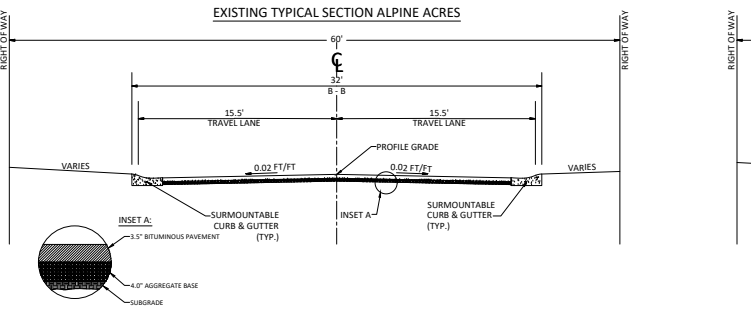 EXISTING TYPICAL SECTION ALPINE ACRES
RIGHT OF WAY
RIGHT OF WAY
RIGHT OF WAY
60'
℄
32'
B - B
15.5'
TRAVEL LANE
15.5'
TRAVEL LANE
PROFILE GRADE
VARIES
0.02 FT/FT
0.02 FT/FT
VARIES
SURMOUNTABLE
CURB & GUTTER
(TYP.)
INSET A
SURMOUNTABLE
CURB & GUTTER
(TYP.)
INSET A:
3.5" BITUMINOUS PAVEMENT
4.0" AGGREGATE BASE
SUBGRADE